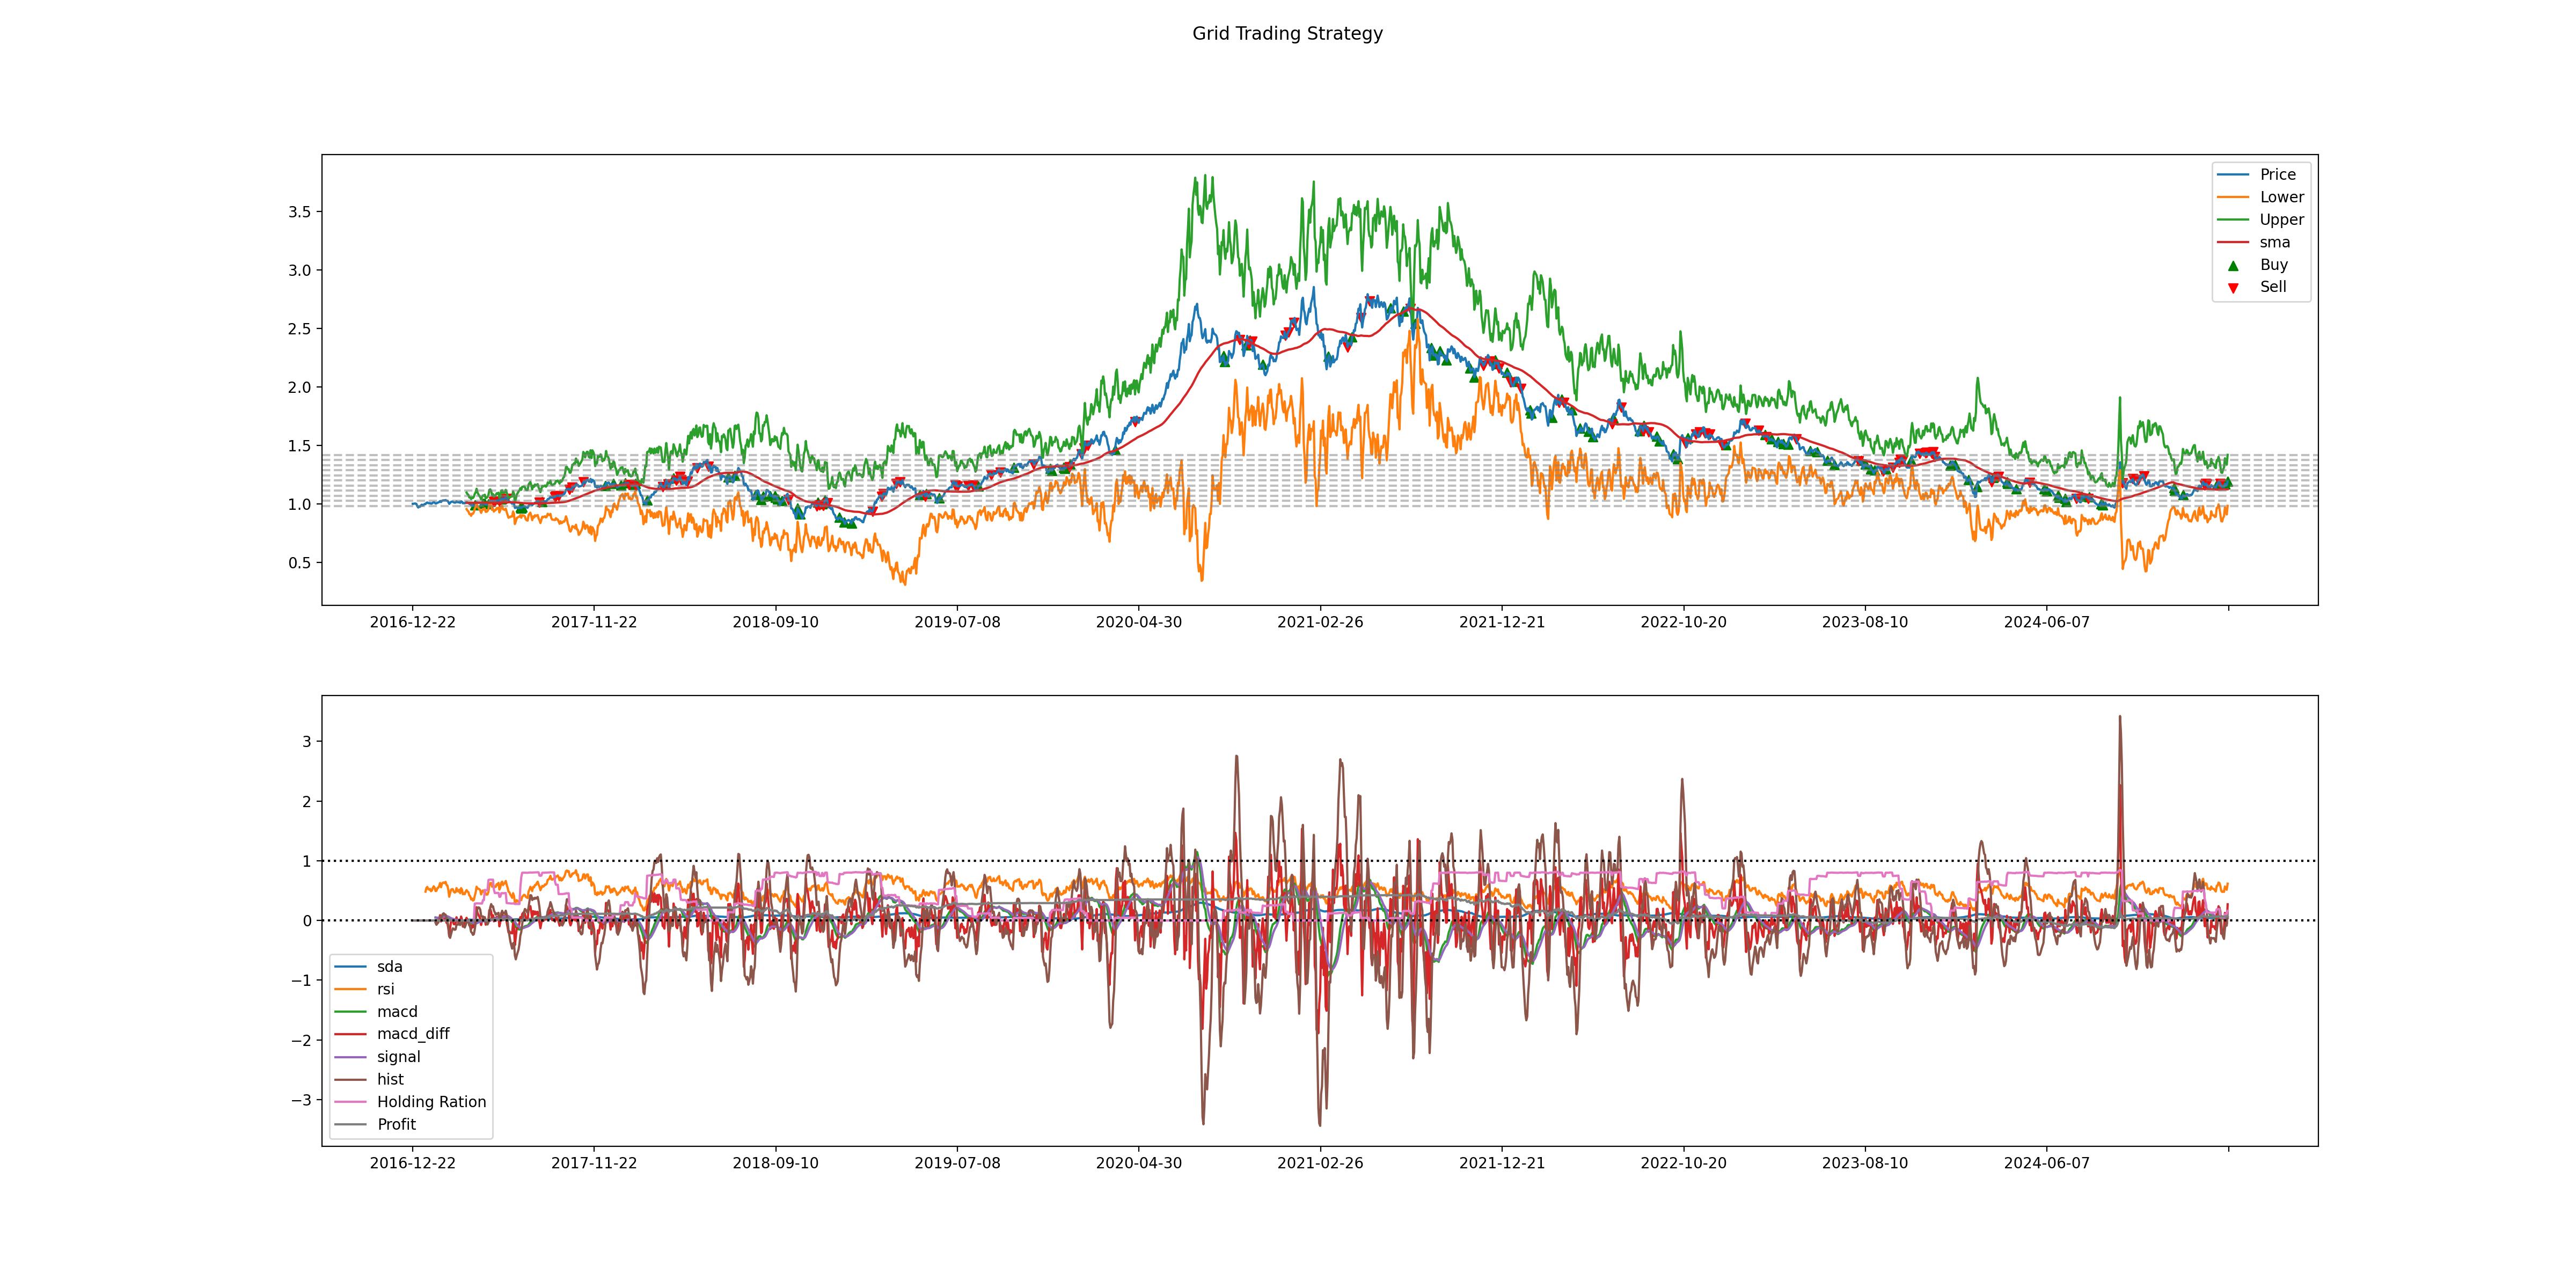 Grid Trading Strategy
3.5
3.0
2.5
2.0
1.5
1.0
0.5
Price
Lower
Upper
sma
Buy
Sell
2016-12-22 2017-11-22 2018-09-10 2019-07-08 2020-04-30 2021-02-26 2021-12-21 2022-10-20 2023-08-10 2024-06-07
3
2
1
0
−1
−2
−3
sda
rsi
macd
macd_diff
signal
hist
Holding Ration
Profit
2016-12-22 2017-11-22 2018-09-10 2019-07-08 2020-04-30 2021-02-26 2021-12-21 2022-10-20 2023-08-10 2024-06-07